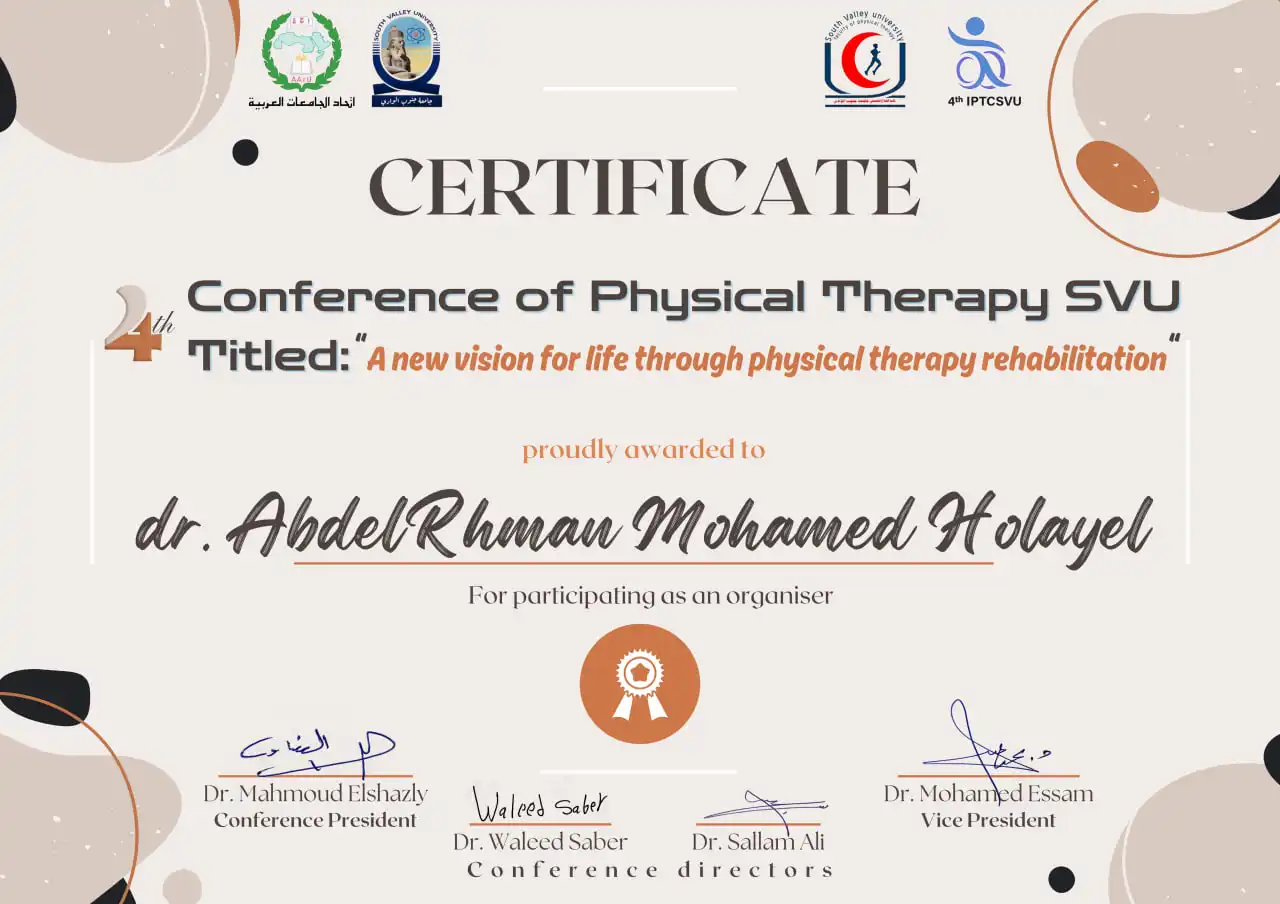 اتحاد الجامعات العربية
AARU
SOUTH VALLEY UNIVERSITY
جامعة جنوب الوادي
South Valley university
faculty of physical therapy
4th IPTCSVU
CERTIFICATE
4th Conference of Physical Therapy SVU
Titled: "A new vision for life through physical therapy rehabilitation"
proudly awarded to
dr. AbdelRhman Mohamed Holayel
For participating as an organiser
Dr. Mahmoud Elshazly
Conference President
Waleed Saber
Dr. Waleed Saber
Dr. Sallam Ali
Conference directors
Dr. Mohamed Essam
Vice President